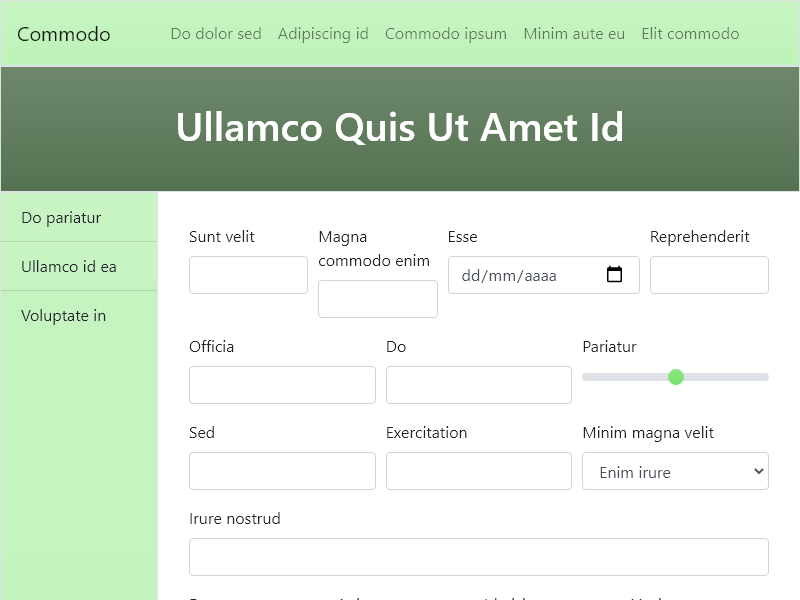 Commodo
Do dolor sed
Adipiscing id
Commodo ipsum
Minim aute eu
Elit commodo
Ullamco Quis Ut Amet Id
Do pariatur
Ullamco id ea
Voluptate in
Sunt velit
Magna
commodo enim
Esse
dd/mm/aaaa
Reprehenderit
Officia
Do
Pariatur
Sed
Exercitation
Minim magna velit
Enim irure
Irure nostrud